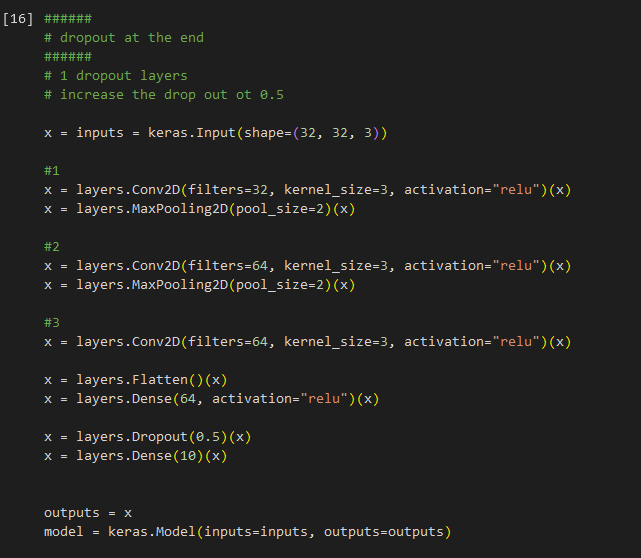 [16] ######
# dropout at the end
######
# 1 dropout layers
# increase the drop out ot 0.5
x = inputs = keras.Input(shape=(32, 32, 3))
#1
x = layers.Conv2D(filters=32, kernel_size=3, activation="relu")(x)
x = layers.MaxPooling2D(pool_size=2)(x)
#2
x = layers.Conv2D(filters=64, kernel_size=3, activation="relu")(x)
x = layers.MaxPooling2D(pool_size=2)(x)
#3
x = layers.Conv2D(filters=64, kernel_size=3, activation="relu")(x)
x = layers.Flatten()(x)
x = layers.Dense(64, activation="relu")(x)
x = layers.Dropout(0.5)(x)
x = layers.Dense(10)(x)
outputs = x
model = keras.Model(inputs=inputs, outputs=outputs)